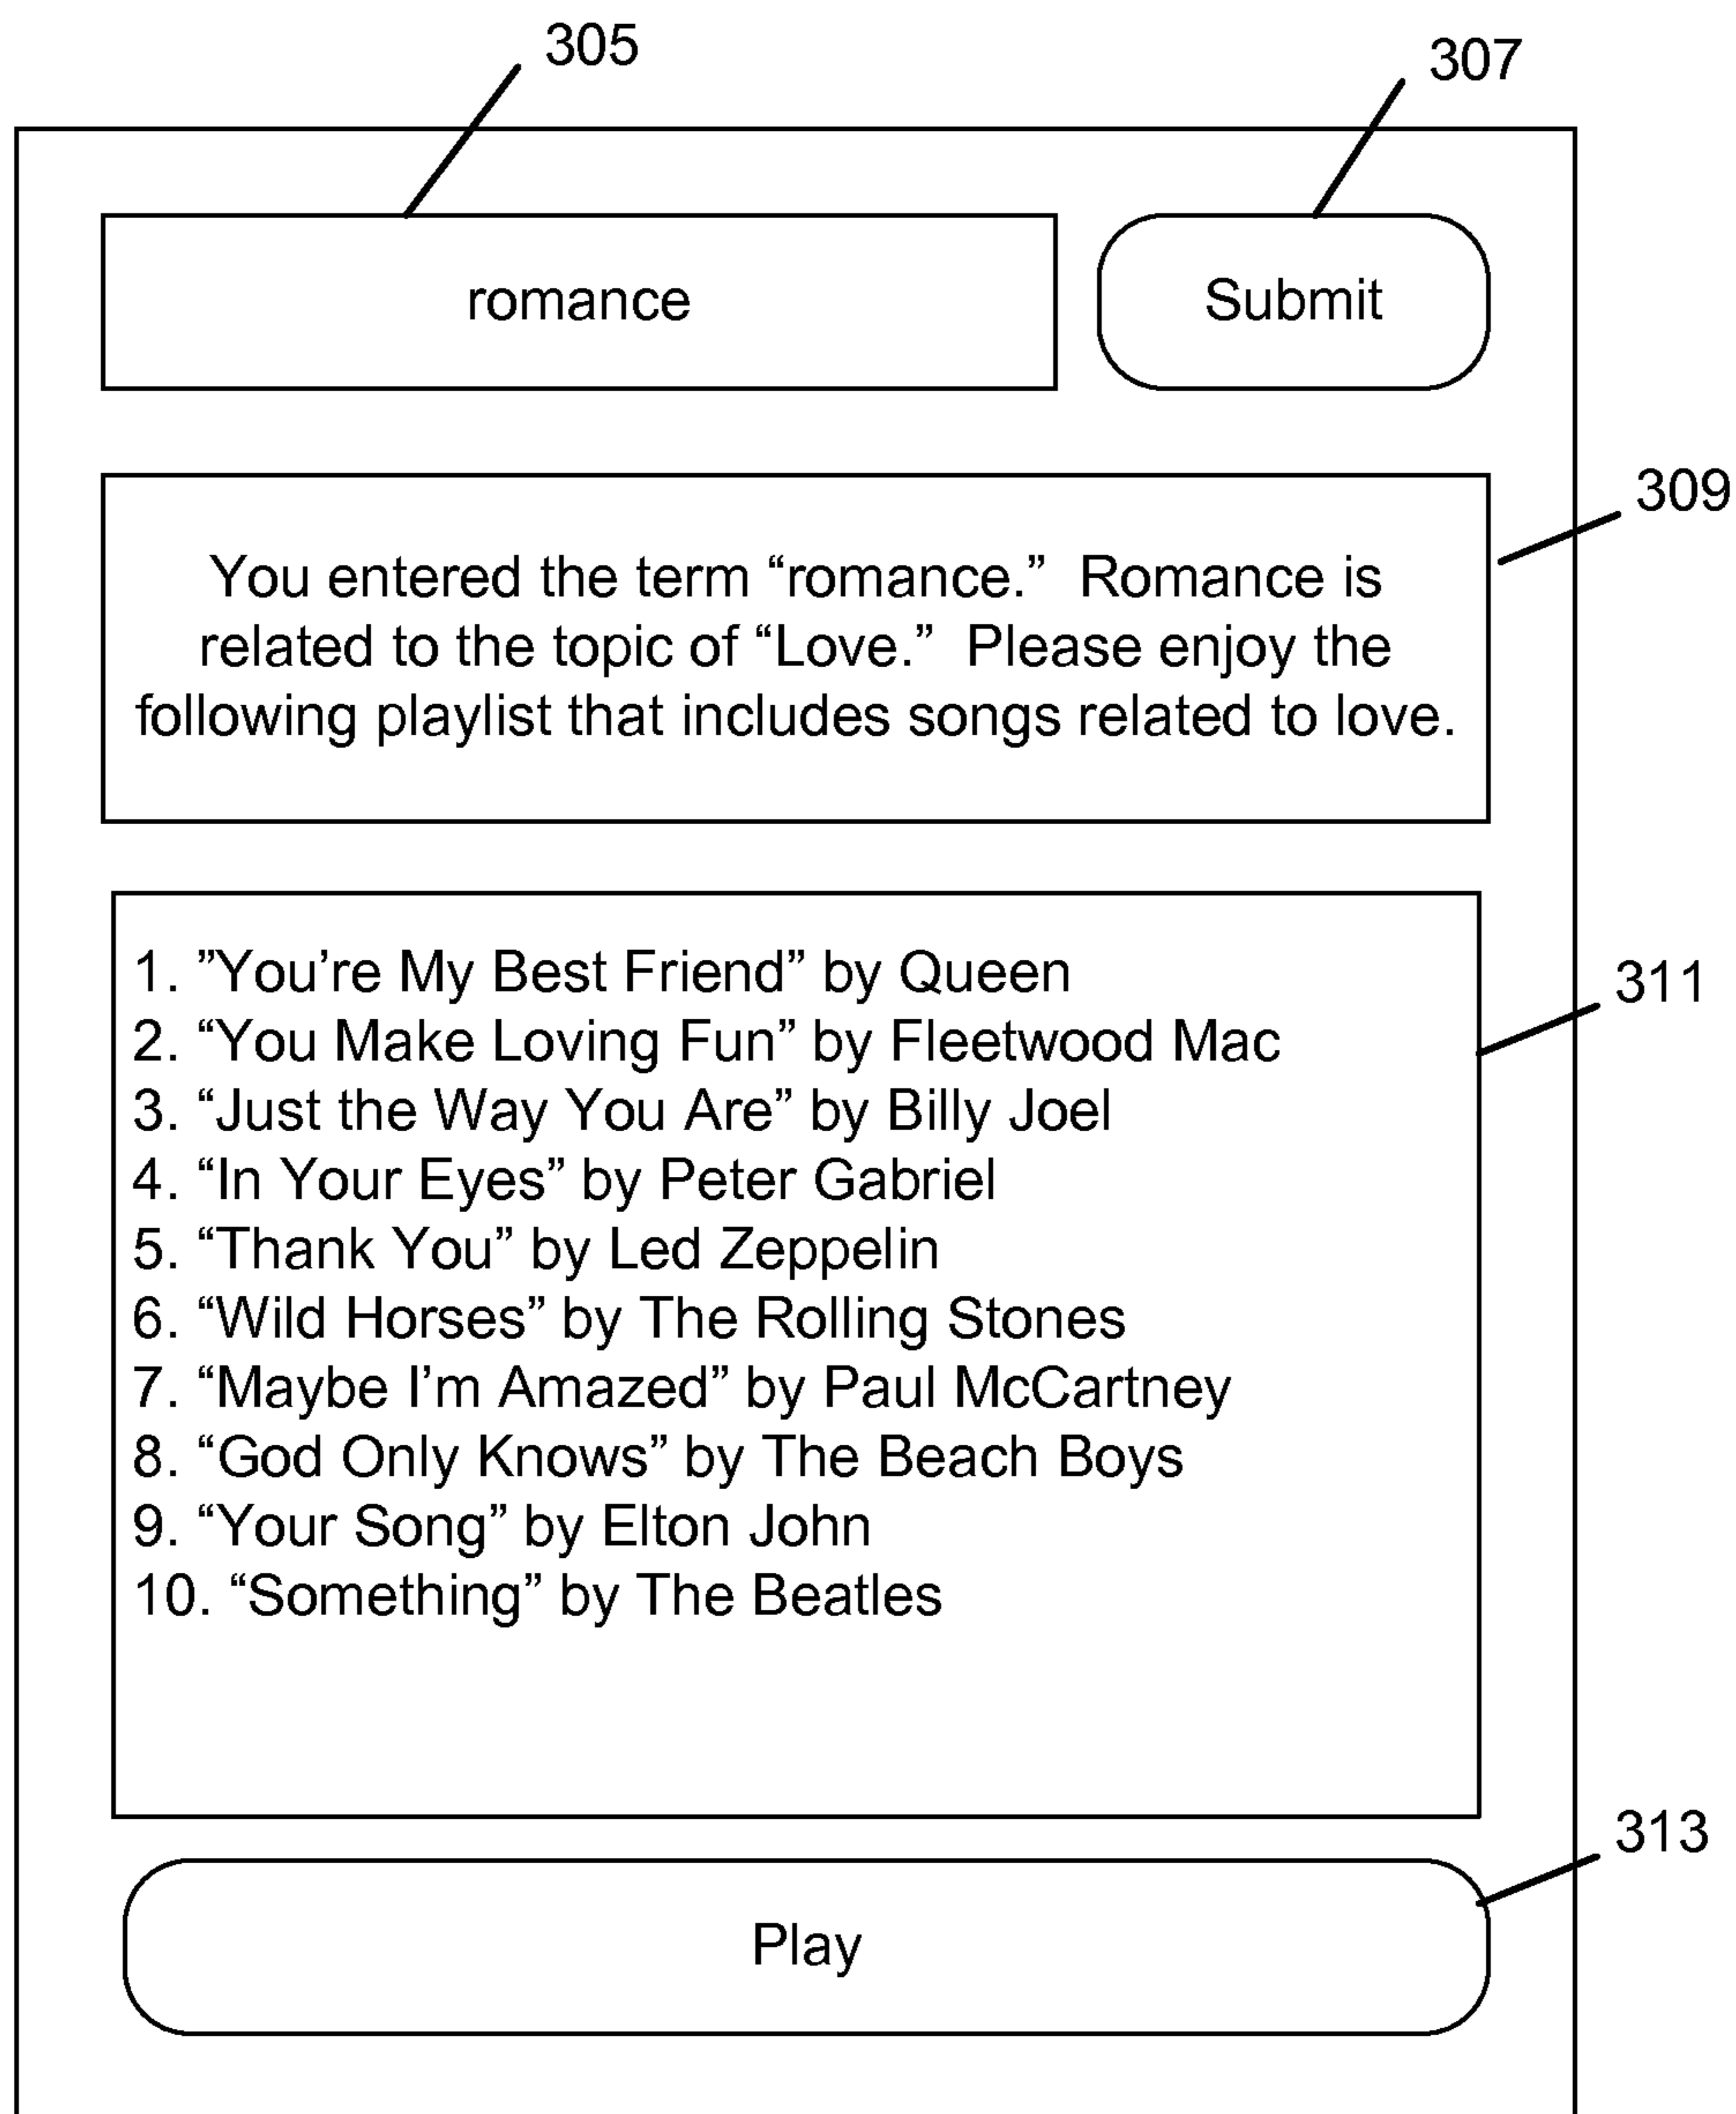 305
307
romance
Submit
309
You entered the term “romance.”  Romance is
related to the topic of “Love.”  Please enjoy the
following playlist that includes songs related to love.
311
1. ”You’re My Best Friend” by Queen
2. “You Make Loving Fun” by Fleetwood Mac
3. “Just the Way You Are” by Billy Joel
4. “In Your Eyes” by Peter Gabriel
5. “Thank You” by Led Zeppelin
6. “Wild Horses” by The Rolling Stones
7. “Maybe I’m Amazed” by Paul McCartney
8. “God Only Knows” by The Beach Boys
9. “Your Song” by Elton John
10. “Something” by The Beatles
313
Play